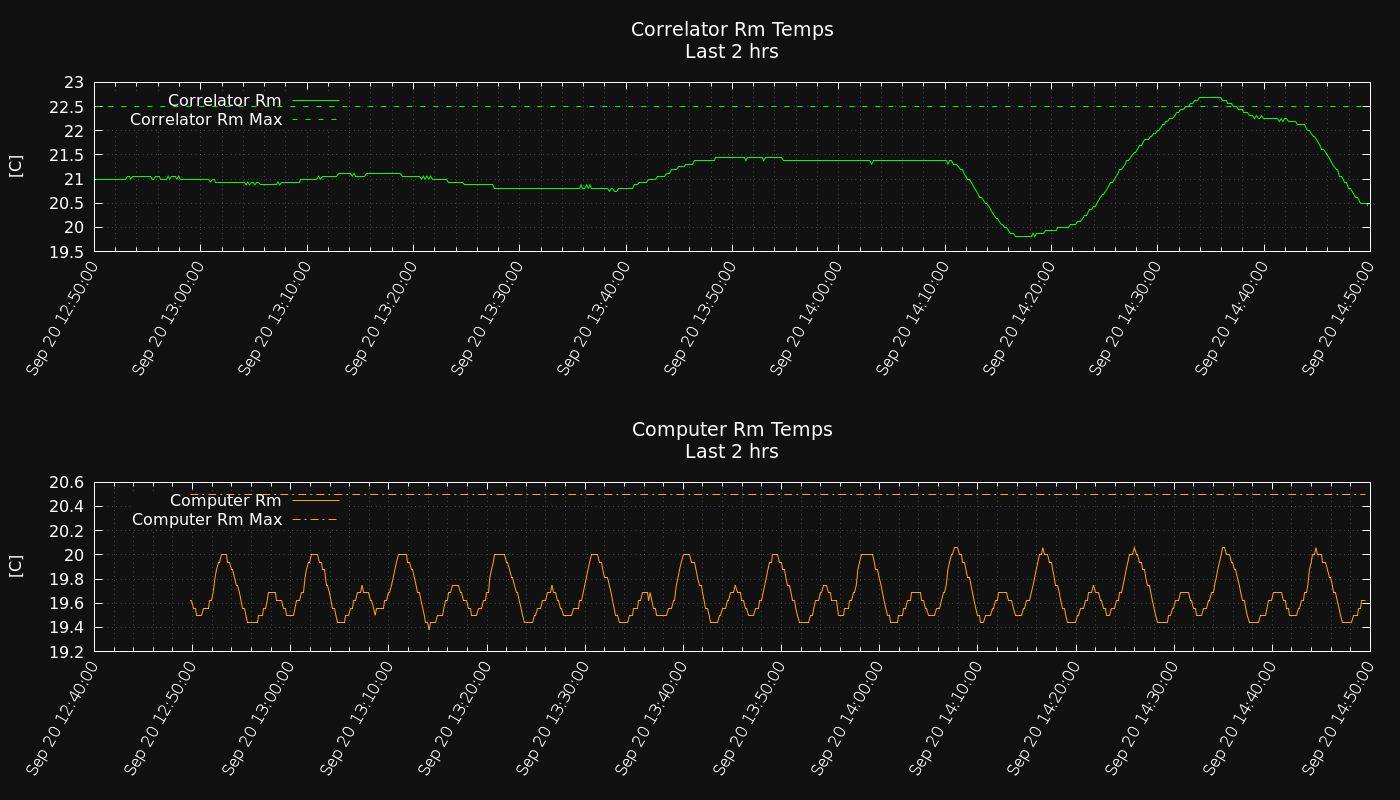 Correlator Rm Temps
Last 2 hrs
23
22.5
22
21.5
21
20.5
20
19.5
[C]
Correlator Rm
Correlator Rm Max
Sep 20 12:50:00
Sep 20 13:00:00
Sep 20 13:10:00
Sep 20 13:20:00
Sep 20 13:30:00
Sep 20 13:40:00
Sep 20 13:50:00
Sep 20 14:00:00
Sep 20 14:10:00
Sep 20 14:20:00
Sep 20 14:30:00
Sep 20 14:40:00
Sep 20 14:50:00
Computer Rm Temps
Last 2 hrs
20.6
20.4
20.2
20
19.8
19.6
19.4
19.2
[C]
Computer Rm
Computer Rm Max
Sep 20 12:40:00
Sep 20 12:50:00
Sep 20 13:00:00
Sep 20 13:10:00
Sep 20 13:20:00
Sep 20 13:30:00
Sep 20 13:40:00
Sep 20 13:50:00
Sep 20 14:00:00
Sep 20 14:10:00
Sep 20 14:20:00
Sep 20 14:30:00
Sep 20 14:40:00
Sep 20 14:50:00